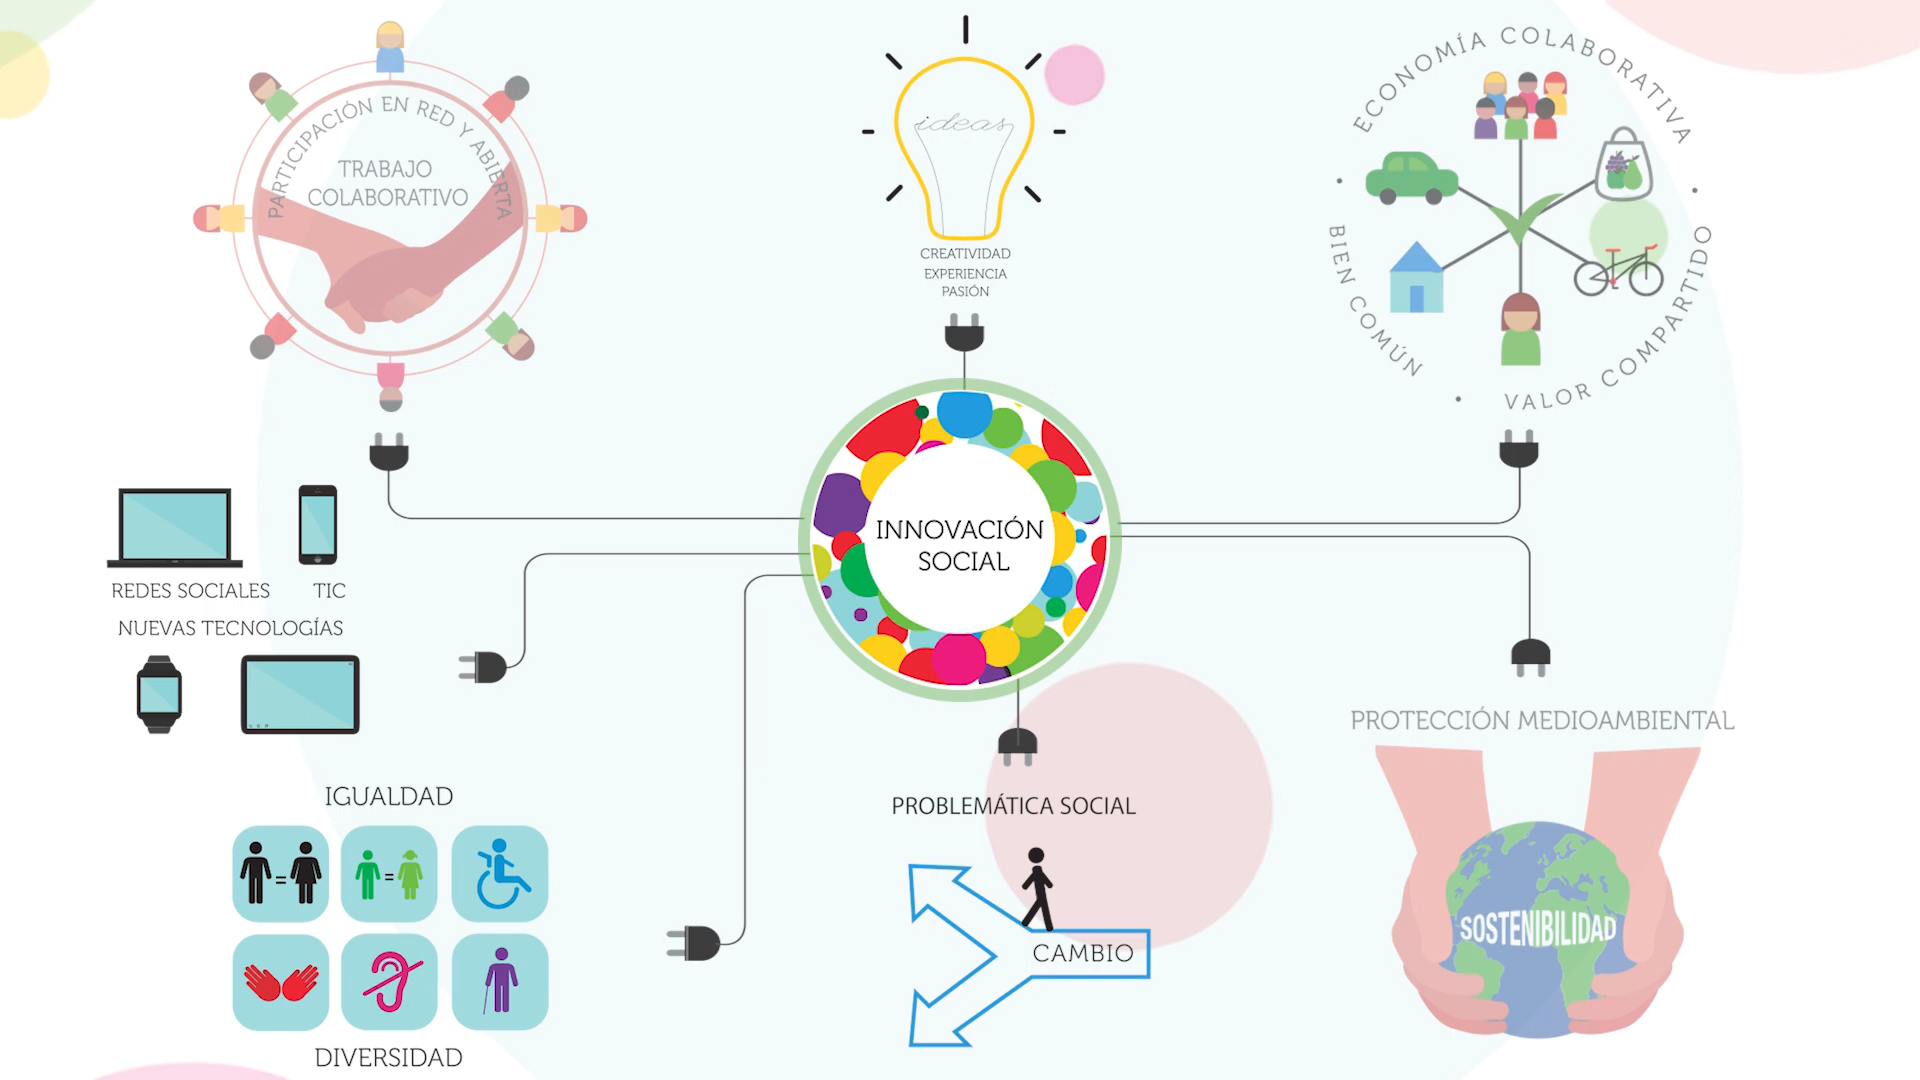 PARTICIPACIÓN EN RED Y ABIERTA
TRABAJO
COLABORATIVO
ideas
CREATIVIDAD
EXPERIENCIA
PASIÓN
ECONOMÍA COLABORATIVA
BIEN COMÚN
VALOR COMPARTIDO
INNOVACIÓN
SOCIAL
REDES SOCIALES
TIC
NUEVAS TECNOLOGÍAS
IGUALDAD
=
=
DIVERSIDAD
PROBLEMÁTICA SOCIAL
CAMBIO
PROTECCIÓN MEDIOAMBIENTAL
SOSTENIBILIDAD